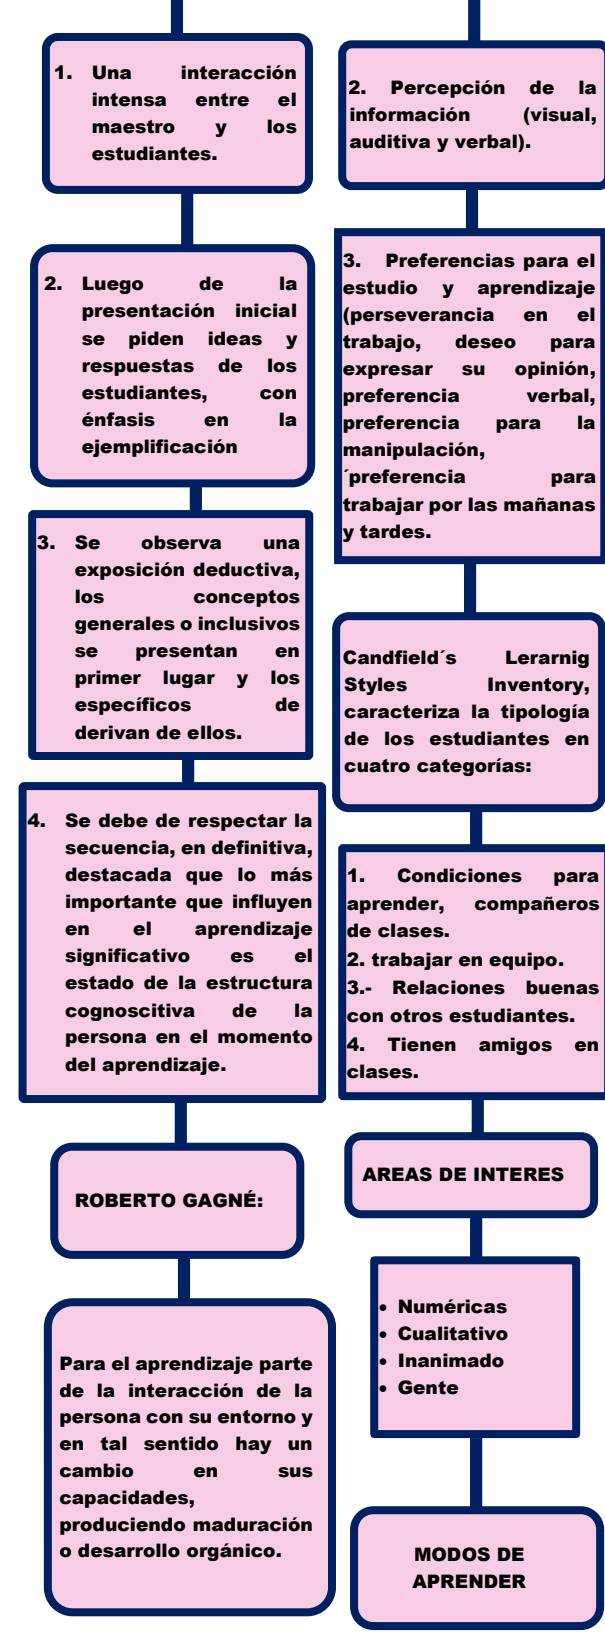 1. Una interacción
intensa entre el
maestro y los
estudiantes.
2. Luego de la
presentación inicial
se piden ideas y
respuestas de los
estudiantes, con
énfasis en la
ejemplificación
3. Se observa una
exposición deductiva,
los conceptos
generales o inclusivos
se presentan en
primer lugar y los
específicos de
derivan de ellos.
4. Se debe de respectar la
secuencia, en definitiva,
destacada que lo más
importante que influyen
en el aprendizaje
significativo es el
estado de la estructura
cognoscitiva de la
persona en el momento
del aprendizaje.
ROBERTO GAGNÉ:
Para el aprendizaje parte
de la interacción de la
persona con su entorno y
en tal sentido hay un
cambio en sus
capacidades,
produciendo maduración
o desarrollo orgánico.
2. Percepción de la
información (visual,
auditiva y verbal).
3. Preferencias para el
estudio y aprendizaje
(perseverancia en el
trabajo, deseo para
expresar su opinión,
preferencia verbal,
preferencia para la
manipulación,
´preferencia para
trabajar por las mañanas
y tardes.
Candfield´s Lerarnig
Styles Inventory,
caracteriza la tipología
de los estudiantes en
cuatro categorías:
1. Condiciones para
aprender, compañeros
de clases.
2. trabajar en equipo.
3.- Relaciones buenas
con otros estudiantes.
4. Tienen amigos en
clases.
AREAS DE INTERES
• Numéricas
• Cualitativo
• Inanimado
• Gente
MODOS DE
APRENDER